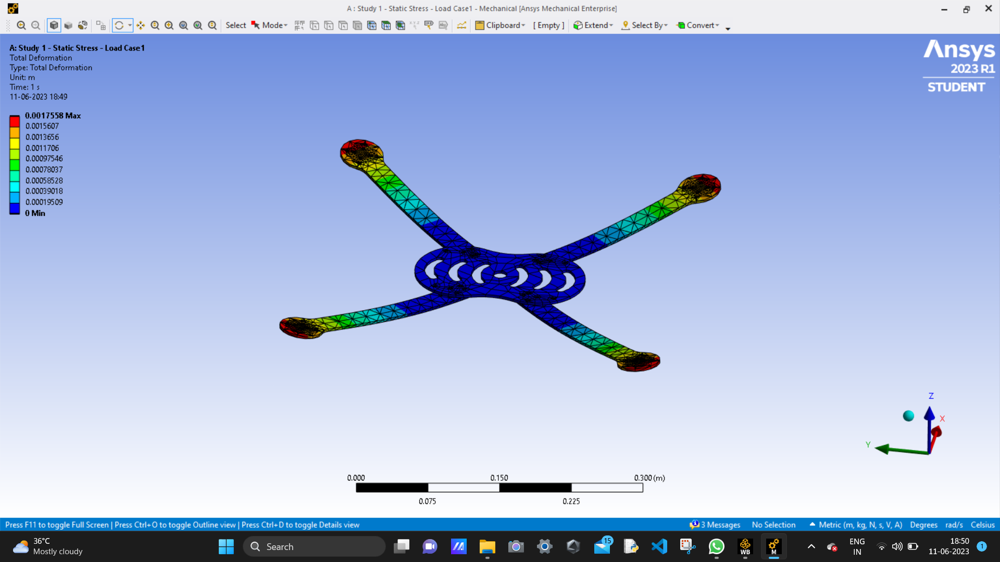 A : Study 1 - Static Stress - Load Case1 - Mechanical [Ansys Mechanical Enterprise]
Select Mode Clipboard [ Empty ] Extend Select By Convert
A: Study 1 - Static Stress - Load Case1
Total Deformation
Type: Total Deformation
Unit: m
Time: 1 s
11-06-2023 18:49
0.0017558 Max
0.0015607
0.0013656
0.0011706
0.00097546
0.00078037
0.00058528
0.00039018
0.00019509
0 Min
Ansys
2023 R1
STUDENT
Z
X
Y
0.000 0.150 0.300 (m)
0.075 0.225
Press F11 to toggle Full Screen | Press Ctrl+O to toggle Outline view | Press Ctrl+D to toggle Details view
3 Messages No Selection Metric (m, kg, N, s, V, A) Degrees rad/s Celsius
36°C
Mostly cloudy
Search
15
WB
M
ENG
IN
18:50
11-06-2023
1